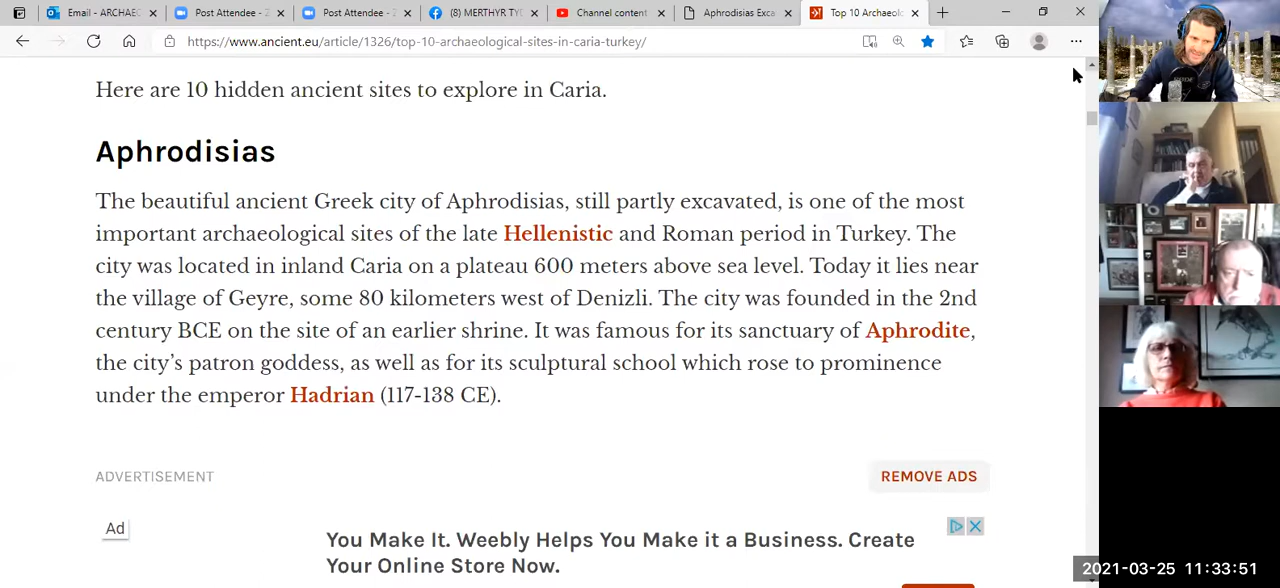 Email - ARCHAEO
Post Attendee - Z
Post Attendee - Z
(8) MERTHYR TYD
Channel content
Aphrodisias Exca
Top 10 Archaeolo
https://www.ancient.eu/article/1326/top-10-archaeological-sites-in-caria-turkey/
Here are 10 hidden ancient sites to explore in Caria.
Aphrodisias
The beautiful ancient Greek city of Aphrodisias, still partly excavated, is one of the most
important archaeological sites of the late Hellenistic and Roman period in Turkey. The
city was located in inland Caria on a plateau 600 meters above sea level. Today it lies near
the village of Geyre, some 80 kilometers west of Denizli. The city was founded in the 2nd
century BCE on the site of an earlier shrine. It was famous for its sanctuary of Aphrodite,
the city's patron goddess, as well as for its sculptural school which rose to prominence
under the emperor Hadrian (117-138 CE).
ADVERTISEMENT
REMOVE ADS
Ad
You Make It. Weebly Helps You Make it a Business. Create
Your Online Store Now.
2021-03-25 11:33:51